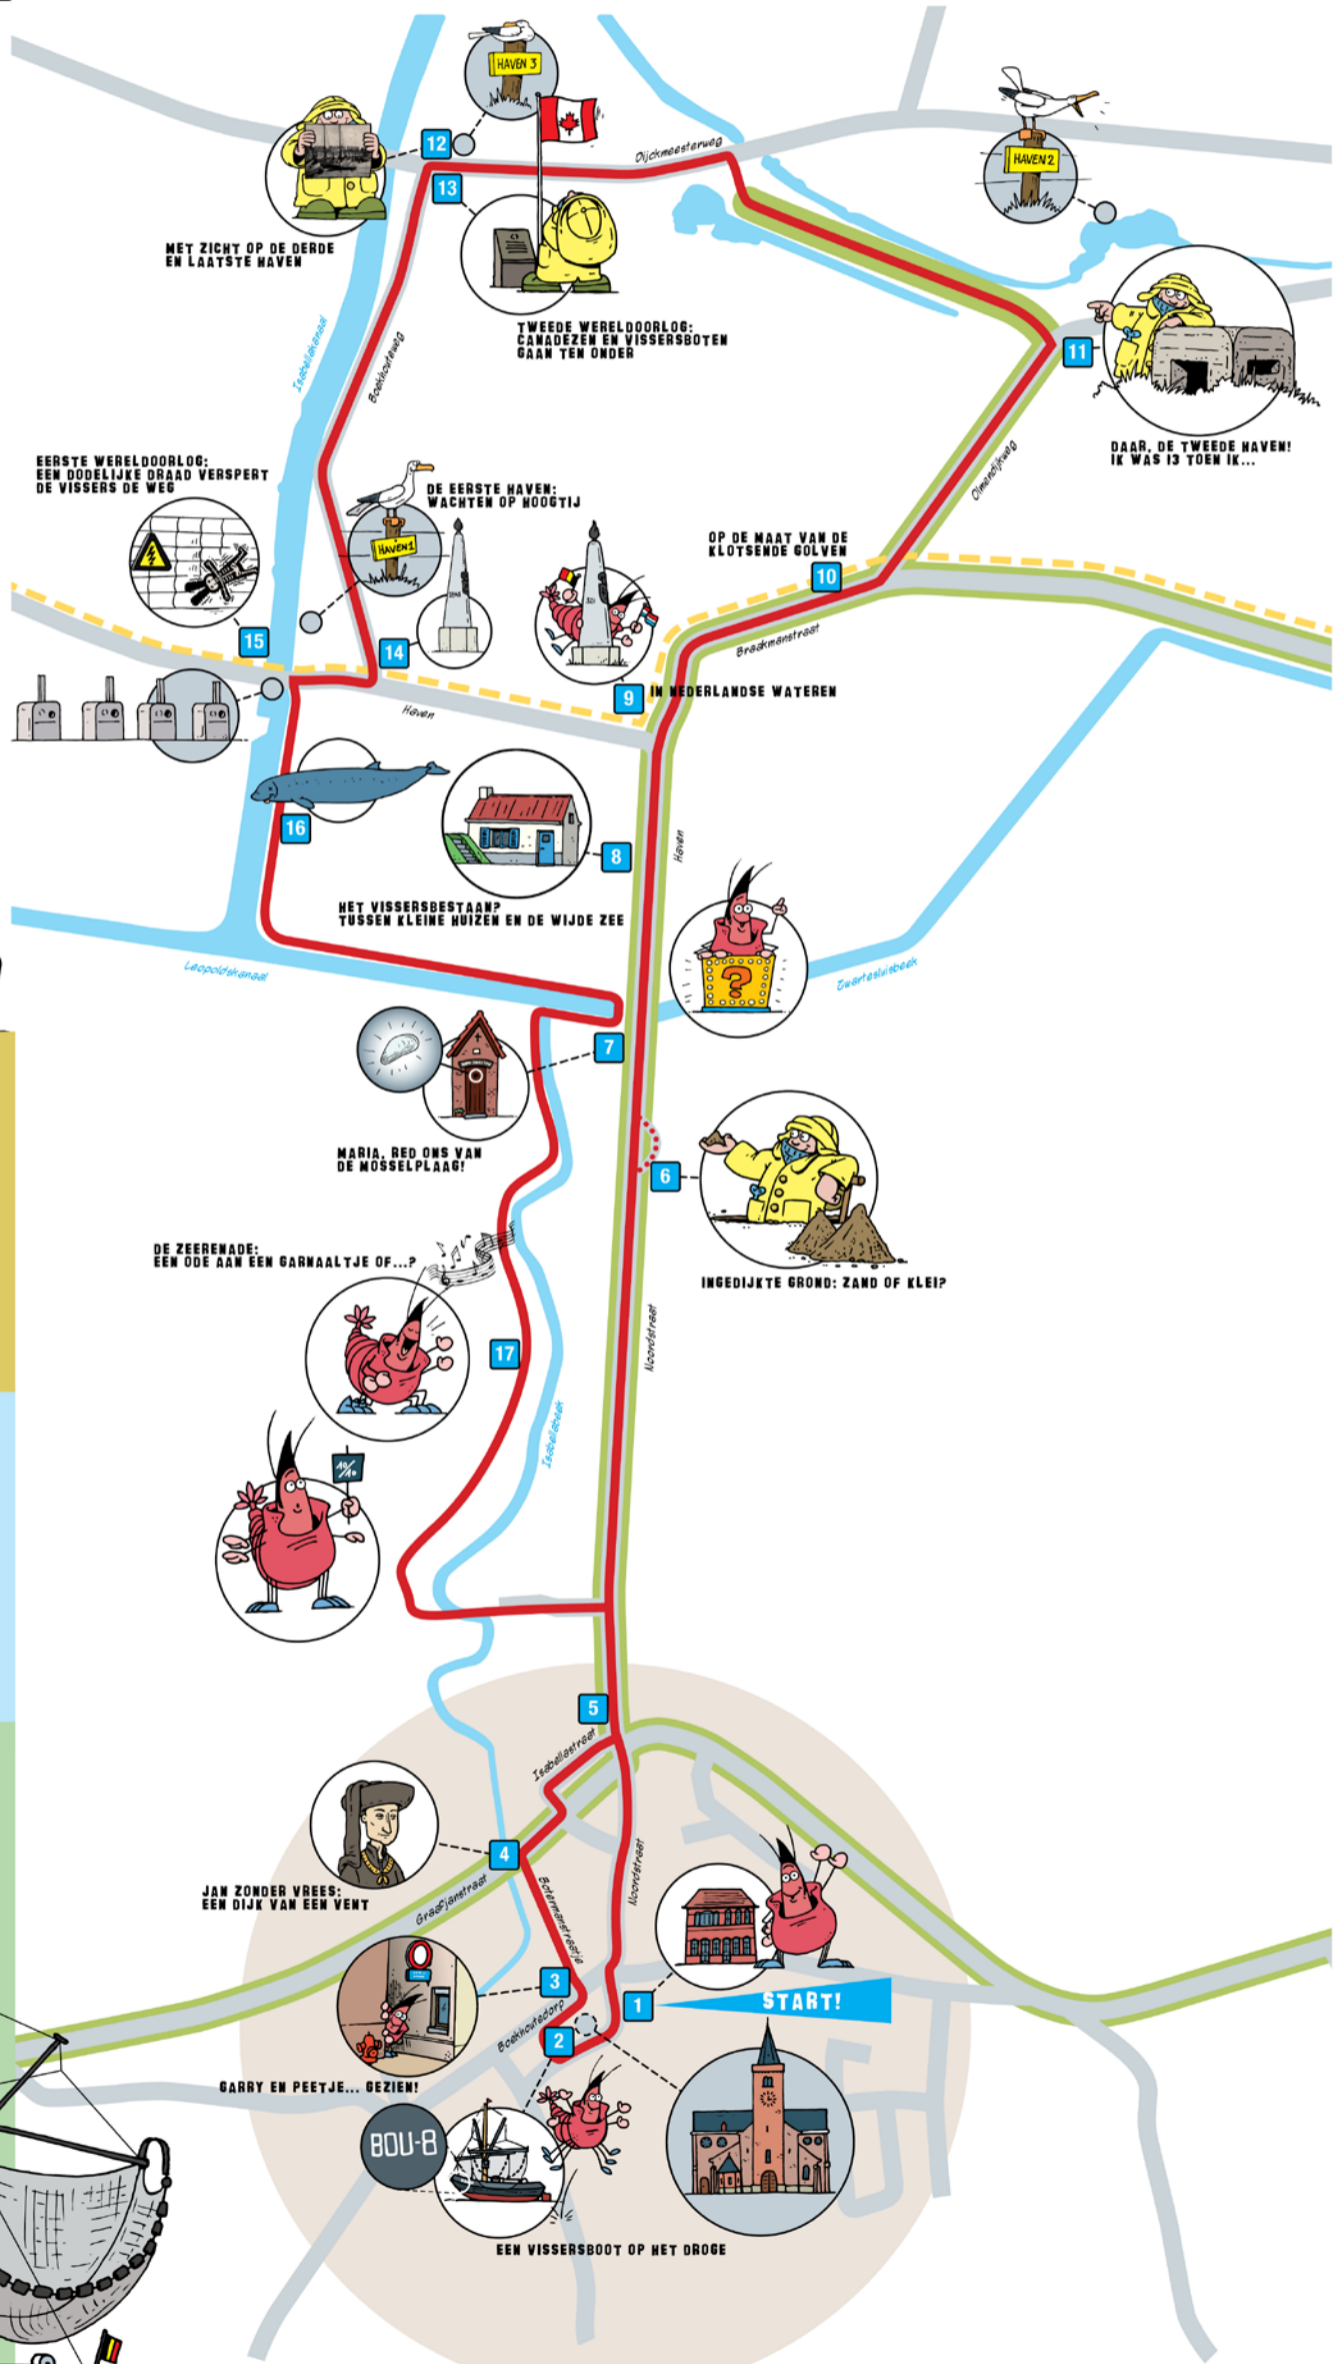 HAVEN 3
12
Dijckmeesterweg
HAVEN 2
13
MET ZICHT OP DE DERDE
EN LAATSTE HAVEN
TWEEDE WERELDOORLOG:
CANADEZEN EN VISSERSBOTEN
GAAN TEN ONDER
Isabellakanaal
Boekhouteweg
11
DAAR, DE TWEEDE HAVEN!
IK WAS 13 TOEN IK...
Olmendijkweg
EERSTE WERELDOORLOG:
EEN DODELIJKE DRAAD VERSPERT
DE VISSERS DE WEG
DE EERSTE HAVEN:
WACHTEN OP HOOGTIJ
HAVEN 1
OP DE MAAT VAN DE
KLOTSENDE GOLVEN
10
321
15
14
Braakmanstraat
9
IN NEDERLANDSE WATEREN
Haven
16
8
Haven
HET VISSERSBESTAAN?
TUSSEN KLEINE HUIZEN EN DE WIJDE ZEE
?
Leopoldskanaal
Zwartesluisbeek
7
MARIA, RED ONS VAN
DE MOSSELPLAAG!
6
INGEDIJKTE GROND: ZAND OF KLEI?
DE ZEERENADE:
EEN ODE AAN EEN GARNAALTJE OF...?
17
Noordstraat
Isabellabeek
10/10
5
Isabellastraat
4
JAN ZONDER VREES:
EEN DIJK VAN EEN VENT
Graafjanstraat
Botermanstraatje
Noordstraat
3
1
START!
Boekhoutedorp
2
GARRY EN PEETJE... GEZIEN!
BOU-8
EEN VISSERSBOOT OP HET DROGE